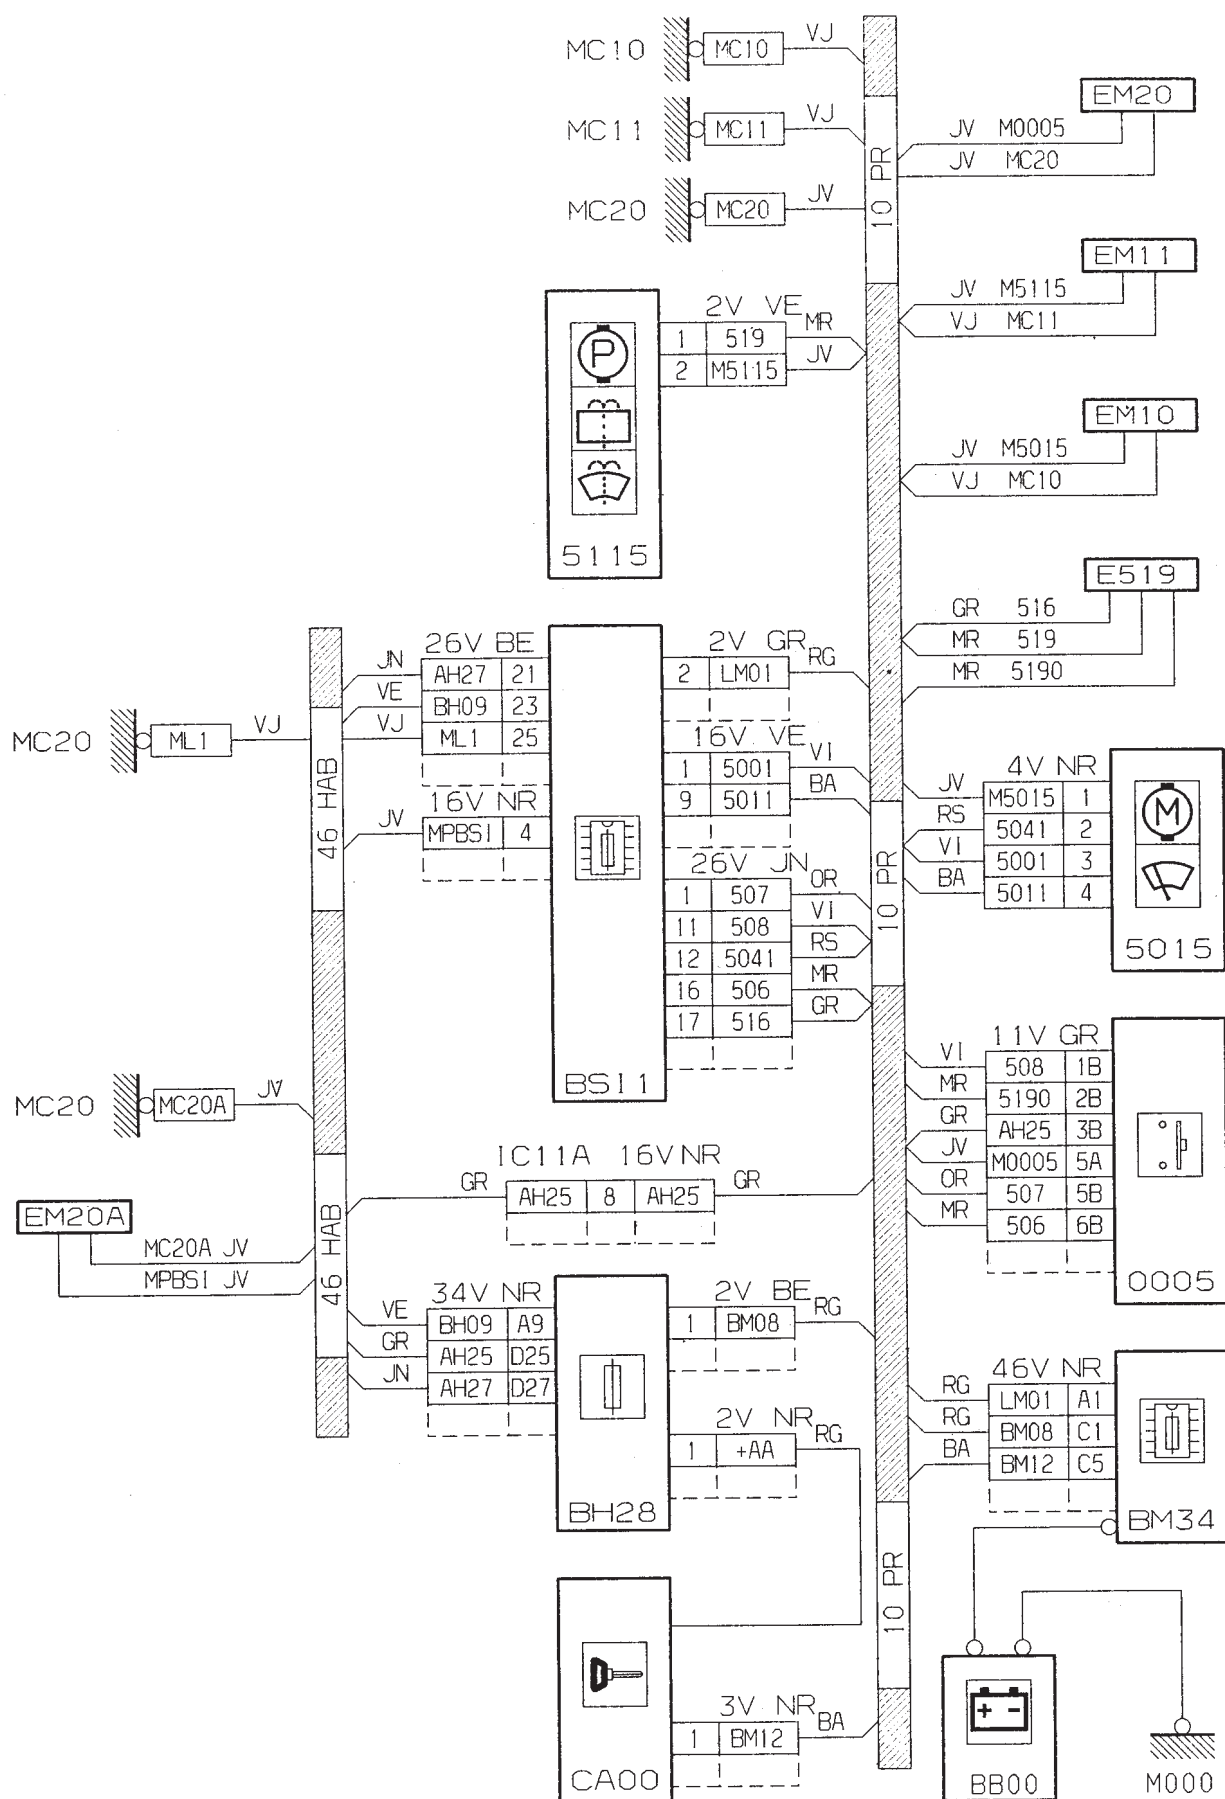 MC10 MC10 VJ
EM20
JV M0005
MC11 MC11 VJ
JV MC20
10 PR
MC20 MC20 JV
EM11
JV M5115
VJ MC11
2V VE
1 519 MR
2 M5115 JV
P
5115
EM10
JV M5015
VJ MC10
E519
GR 516
MR 519
MR 5190
26V BE
JN AH27 21
VE BH09 23
VJ ML1 25
MC20 ML1 VJ
46 HAB
16V NR
JV MPBSI 4
2V GR
2 LM01 RG
16V VE
1 5001 VI
9 5011 BA
26V JN
1 507 OR
11 508 VI
12 5041 RS
16 506 MR
17 516 GR
BSI1
10 PR
4V NR
JV M5015 1
RS 5041 2
VI 5001 3
BA 5011 4
M
5015
11V GR
VI 508 1B
MR 5190 2B
GR AH25 3B
JV M0005 5A
OR 507 5B
MR 506 6B
0005
MC20 MC20A JV
IC11A 16V NR
GR AH25 8 AH25 GR
EM20A
MC20A JV
MPBSI JV
46 HAB
34V NR
VE BH09 A9
GR AH25 D25
JN AH27 D27
2V BE
1 BM08 RG
2V NR
1 +AA RG
BH28
46V NR
RG LM01 A1
RG BM08 C1
BA BM12 C5
BM34
10 PR
3V NR
1 BM12 BA
CA00
+ -
BB00
M000